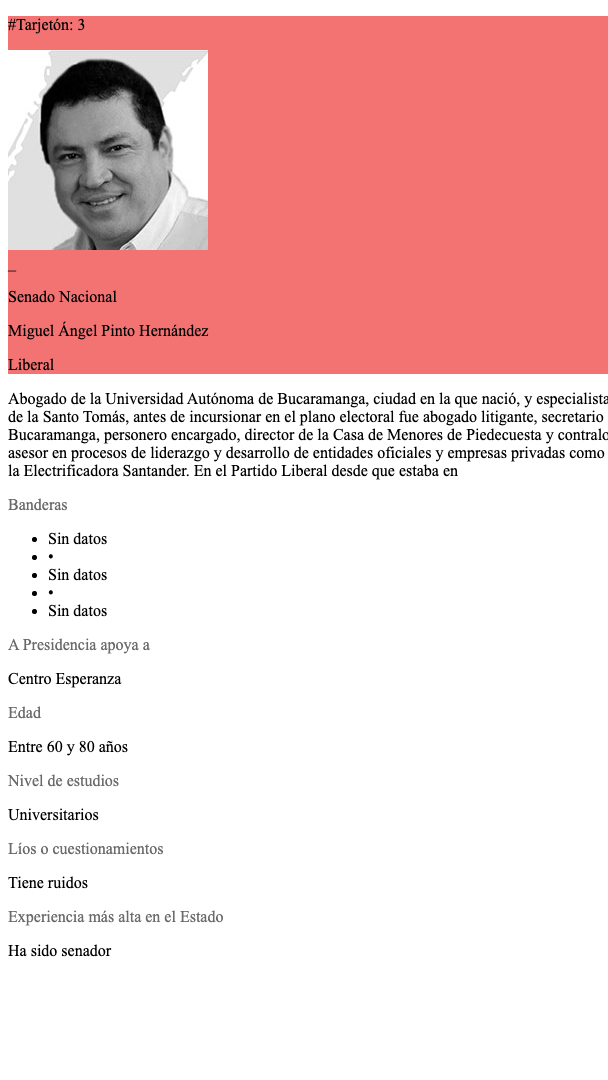 #Tarjetón: 3
_
Senado Nacional
Miguel Ángel Pinto Hernández
Liberal
Abogado de la Universidad Autónoma de Bucaramanga, ciudad en la que nació, y especialista
de la Santo Tomás, antes de incursionar en el plano electoral fue abogado litigante, secretario
Bucaramanga, personero encargado, director de la Casa de Menores de Piedecuesta y contralo
asesor en procesos de liderazgo y desarrollo de entidades oficiales y empresas privadas como
la Electrificadora Santander. En el Partido Liberal desde que estaba en
Banderas
• Sin datos
• •
• Sin datos
• •
• Sin datos
A Presidencia apoya a
Centro Esperanza
Edad
Entre 60 y 80 años
Nivel de estudios
Universitarios
Líos o cuestionamientos
Tiene ruidos
Experiencia más alta en el Estado
Ha sido senador